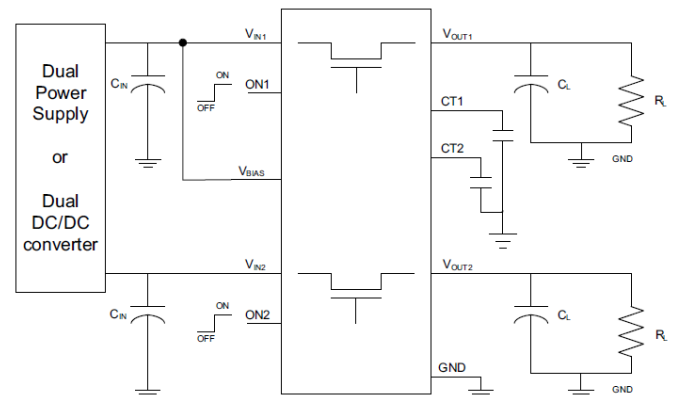 Dual
Power
Supply
or
Dual
DC/DC
converter
CIN
VIN1
ON
OFF
ON1
VBIAS
VIN2
CIN
ON
OFF
ON2
VOUT1
CT1
CT2
CL
RL
GND
VOUT2
CL
RL
GND
GND